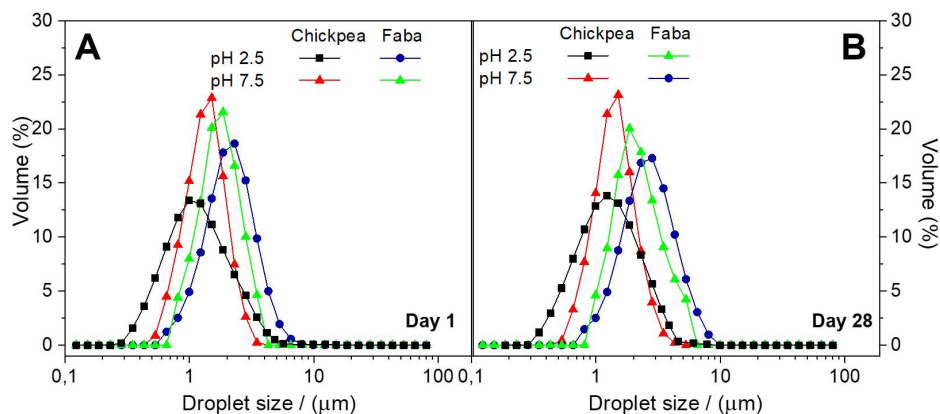 A
Chickpea Faba
pH 2.5
pH 7.5
Day 1
Volume (%)
30
25
20
15
10
5
0
0,1 1 10 100
Droplet size / (μm)
B
Chickpea Faba
pH 2.5
pH 7.5
Day 28
Volume (%)
30
25
20
15
10
5
0
0,1 1 10 100
Droplet size / (μm)